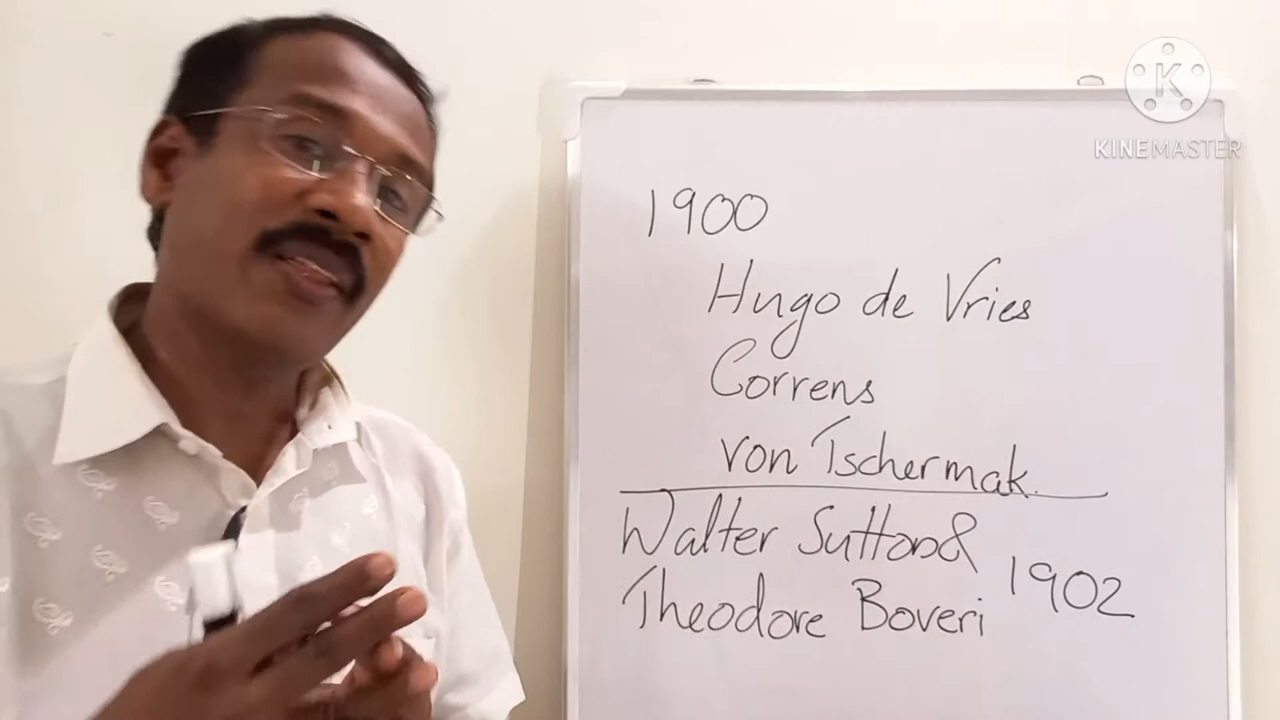 K
KINEMASTER
1900
Hugo de Vries
Correns
von Tschermak.
Walter Sutton &
Theodore Boveri 1902